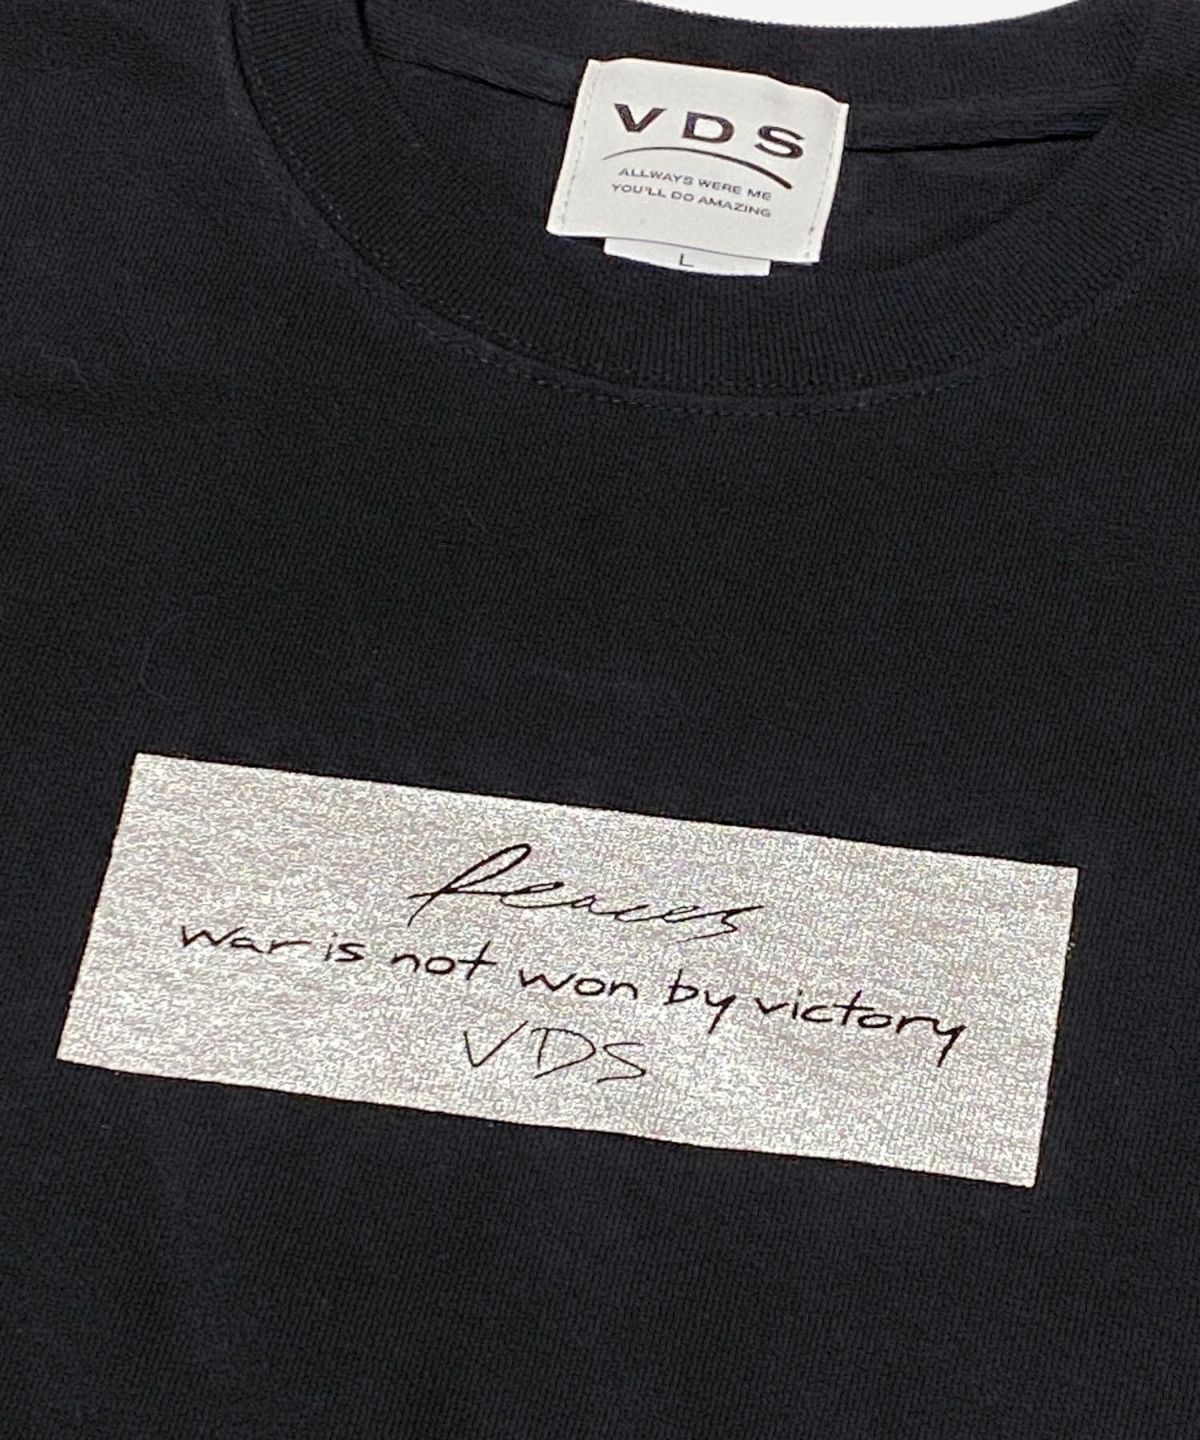 VDS
ALLWAYS WERE ME
YOU'LL DO AMAZING
L
Peaces
war is not won by victory
VDS